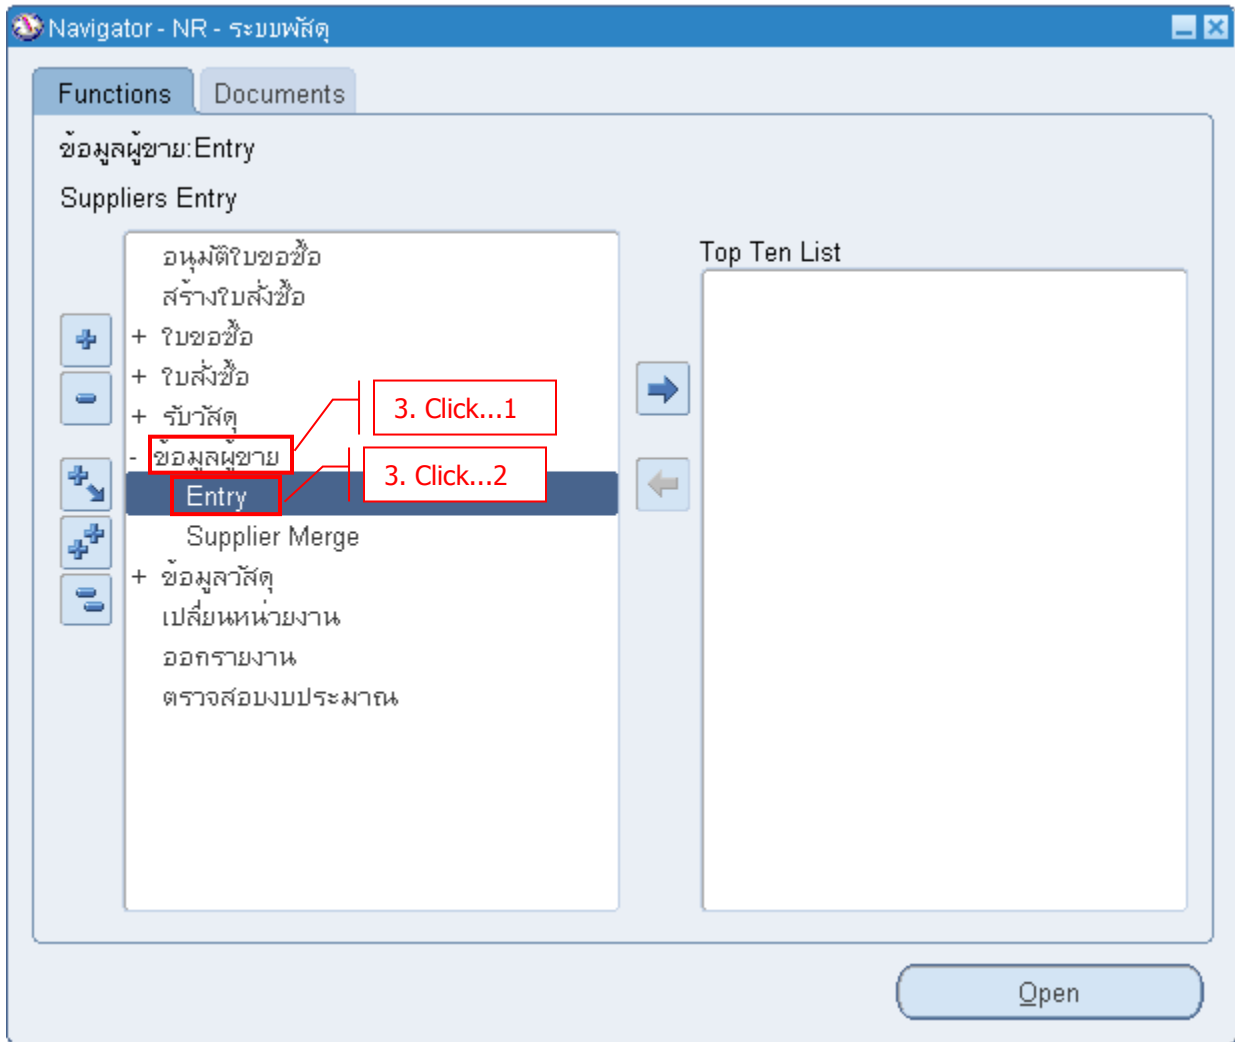 Navigator - NR - ระบบพัสดุ
Functions
Documents
ข้อมูลผู้ขาย:Entry
Suppliers Entry
อนุมัติใบขอซื้อ
สร้างใบสั่งซื้อ
+ ใบขอซื้อ
+ ใบสั่งซื้อ
+ รับวัสดุ
- ข้อมูลผู้ขาย
Entry
Supplier Merge
+ ข้อมูลวัสดุ
เปลี่ยนหน่วยงาน
ออกรายงาน
ตรวจสอบงบประมาณ
3. Click...1
3. Click...2
Top Ten List
Open